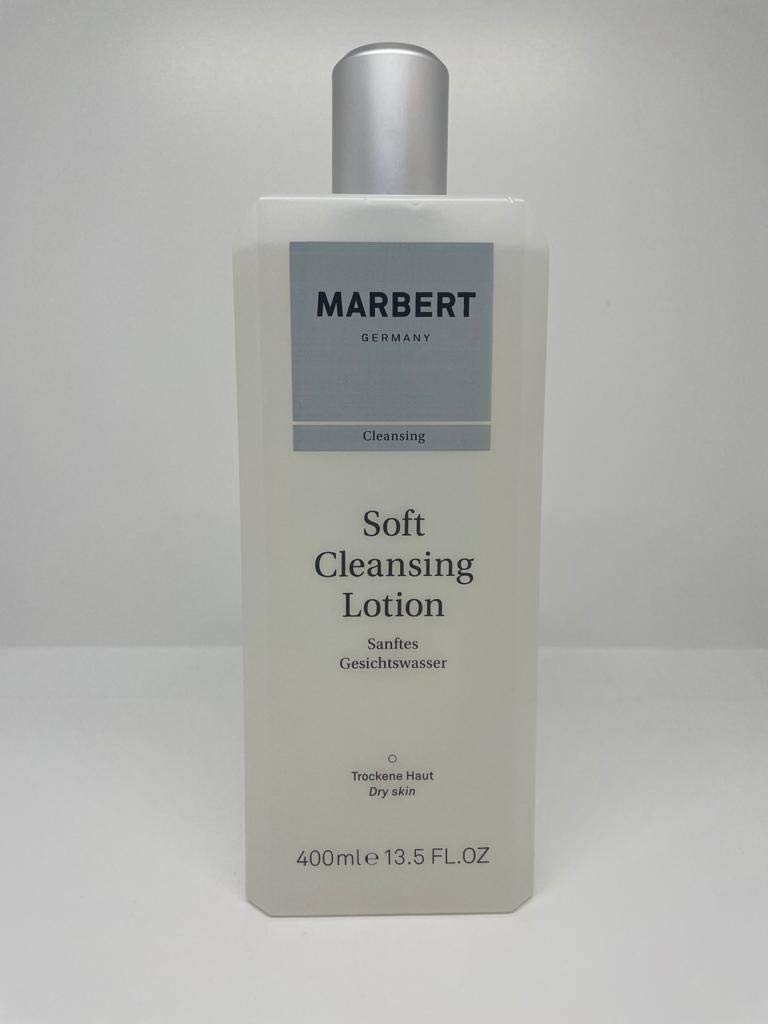 MARBERT
GERMANY
Cleansing
Soft
Cleansing
Lotion
Sanftes
Gesichtswasser
Trockene Haut
Dry skin
400ml℮ 13.5 FL.OZ